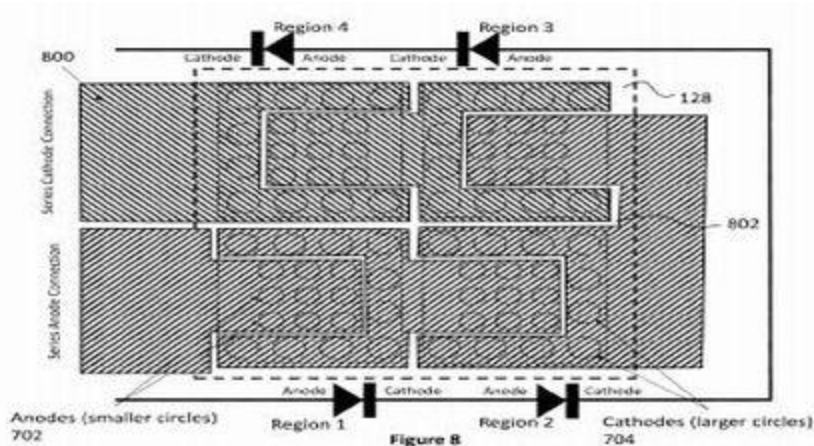 Region 4
Region 3
Cathode
Anode
Cathode
Anode
800
128
Series Cathode Connection
802
Series Anode Connection
Anode
Cathode
Anode
Cathode
Anodes (smaller circles)
702
Region 1
Region 2
Cathodes (larger circles)
704
Figure 8